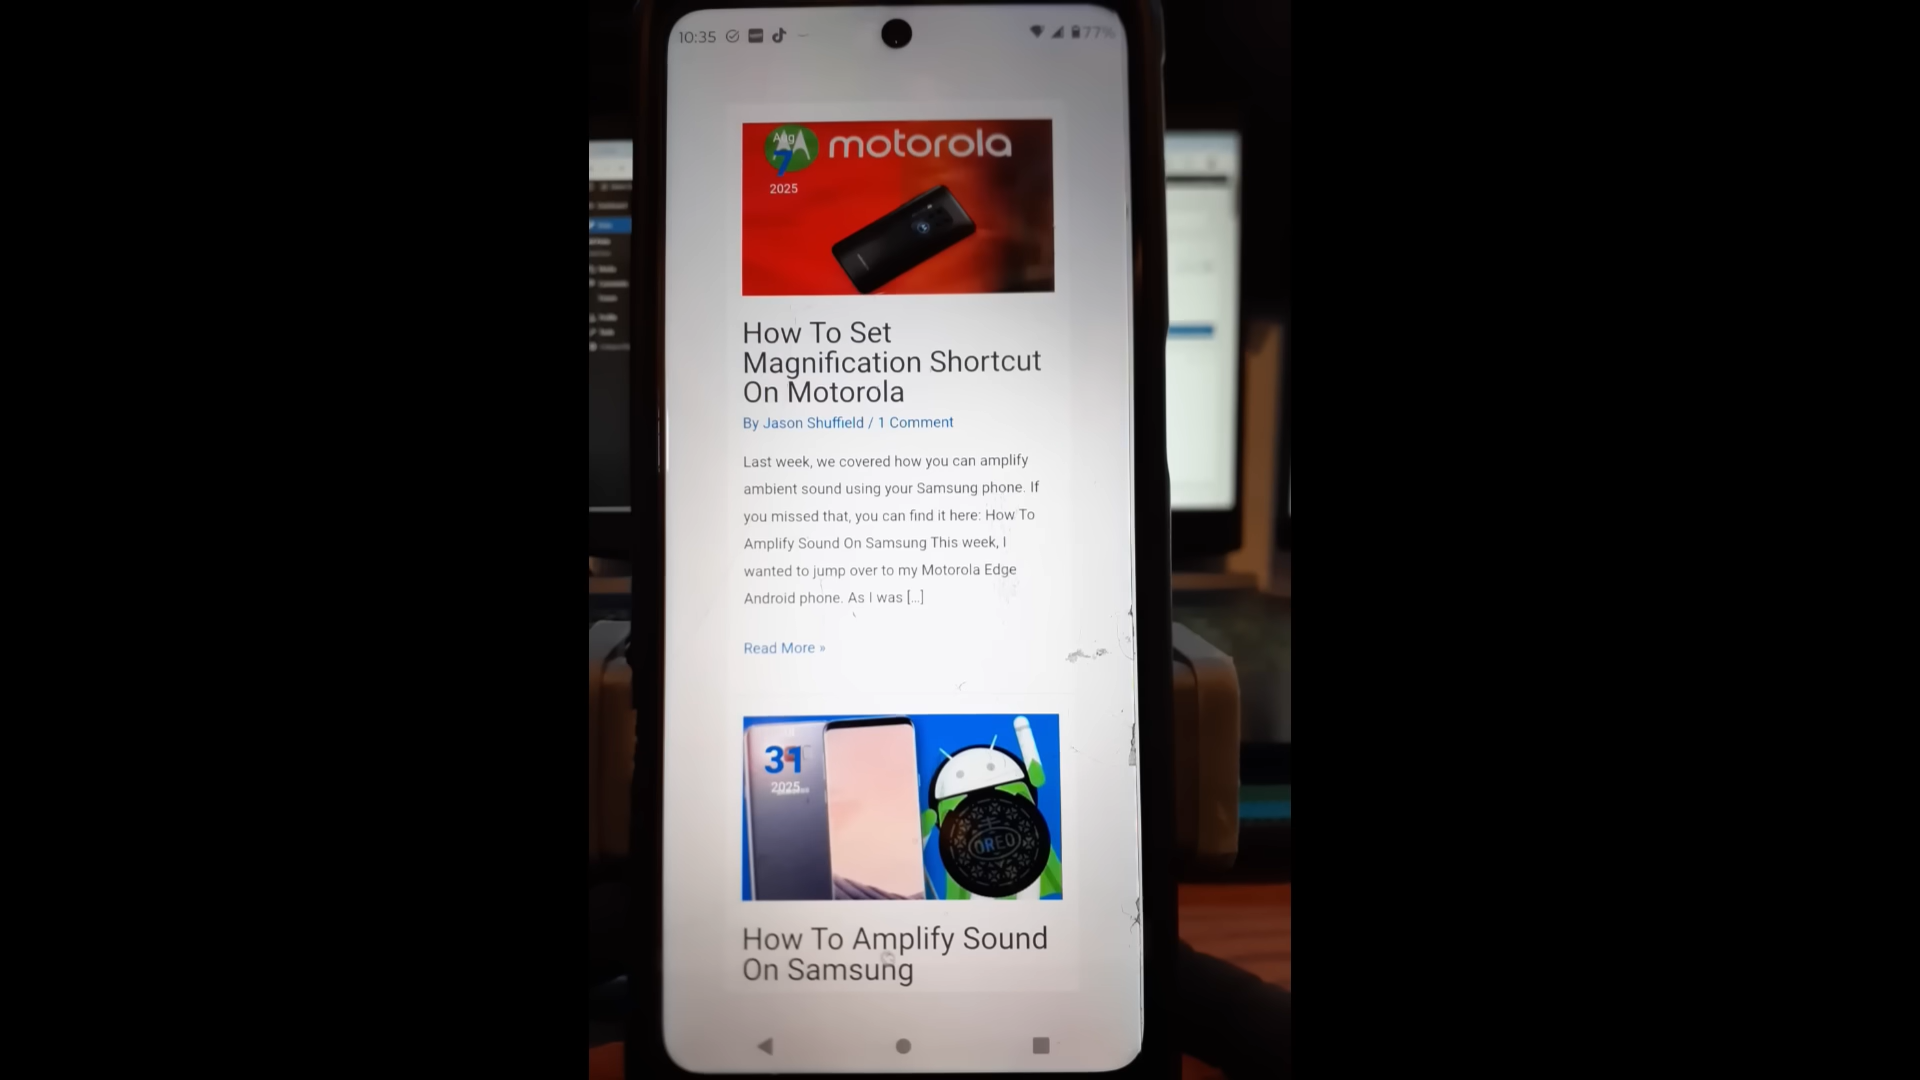 10:35
77%
Aug
7
2025
motorola
How To Set
Magnification Shortcut
On Motorola
By Jason Shuffield / 1 Comment
Last week, we covered how you can amplify
ambient sound using your Samsung phone. If
you missed that, you can find it here: How To
Amplify Sound On Samsung This week, I
wanted to jump over to my Motorola Edge
Android phone. As I was [...]
Read More »
31
2025
OREO
How To Amplify Sound
On Samsung